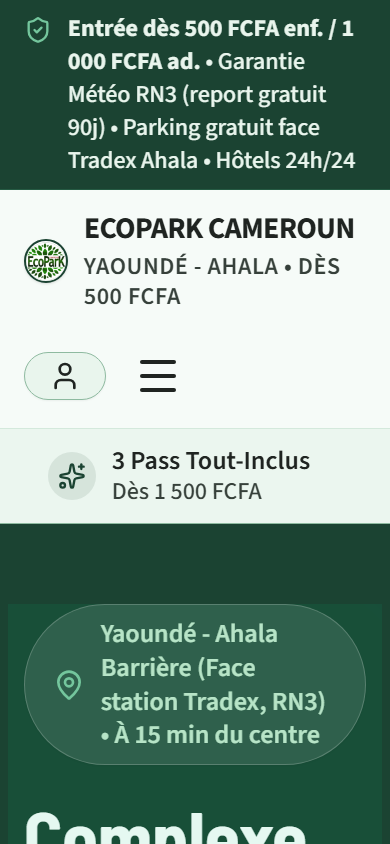 Entrée dès 500 FCFA enf. / 1
000 FCFA ad. • Garantie
Météo RN3 (report gratuit
90j) • Parking gratuit face
Tradex Ahala • Hôtels 24h/24
EcoParK
ECOPARK CAMEROUN
YAOUNDÉ - AHALA • DÈS
500 FCFA
3 Pass Tout-Inclus
Dès 1 500 FCFA
Yaoundé - Ahala
Barrière (Face
station Tradex, RN3)
• À 15 min du centre
Complexe